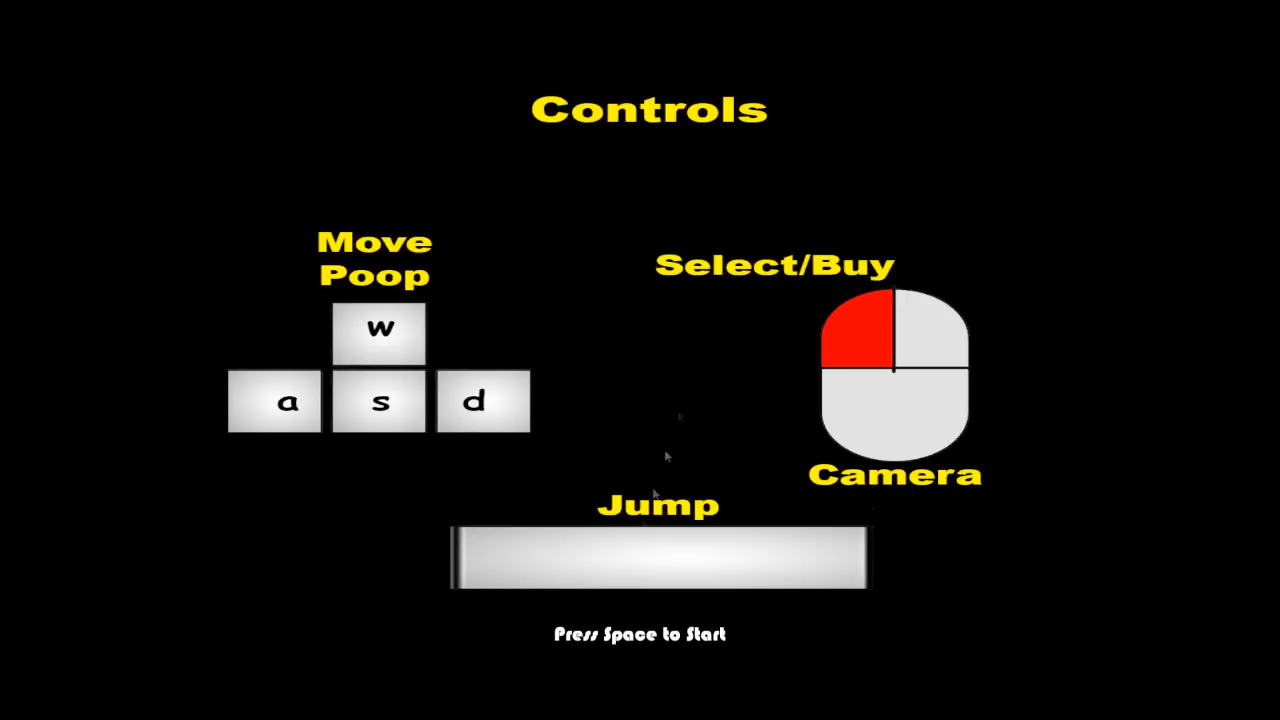 Controls
Move
Poop
Select/Buy
w
a s d
Camera
Jump
Press Space to Start